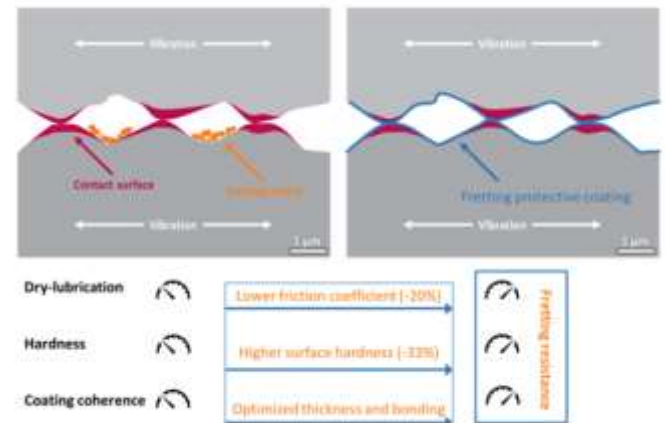 Vibration
Vibration
Contact surface
Fretting protective coating
Vibration
Vibration
1 µm
1 µm
Dry-lubrication
Lower friction coefficient (-20%)
Hardness
Higher surface hardness (-33%)
Coating coherence
Optimized thickness and bonding
Fretting resistance